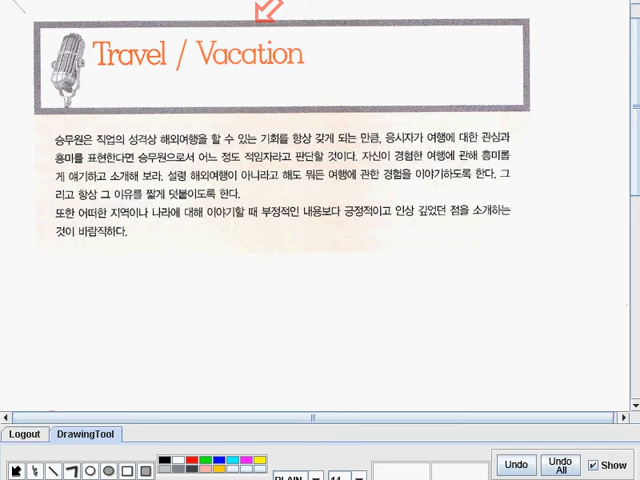 Travel / Vacation
승무원은 직업의 성격상 해외여행을 할 수 있는 기회를 항상 갖게 되는 만큼, 응시자가 여행에 대한 관심과
흥미를 표현한다면 승무원으로서 어느 정도 적임자라고 판단할 것이다. 자신이 경험한 여행에 관해 흥미롭
게 얘기하고 소개해 보라. 설령 해외여행이 아니라고 해도 뭐든 여행에 관한 경험을 이야기하도록 한다. 그
리고 항상 그 이유를 짧게 덧붙이도록 한다.
또한 어떠한 지역이나 나라에 대해 이야기할 때 부정적인 내용보다 긍정적이고 인상 깊었던 점을 소개하는
것이 바람직하다.
Logout DrawingTool
PLAIN 14 Undo Undo All Show